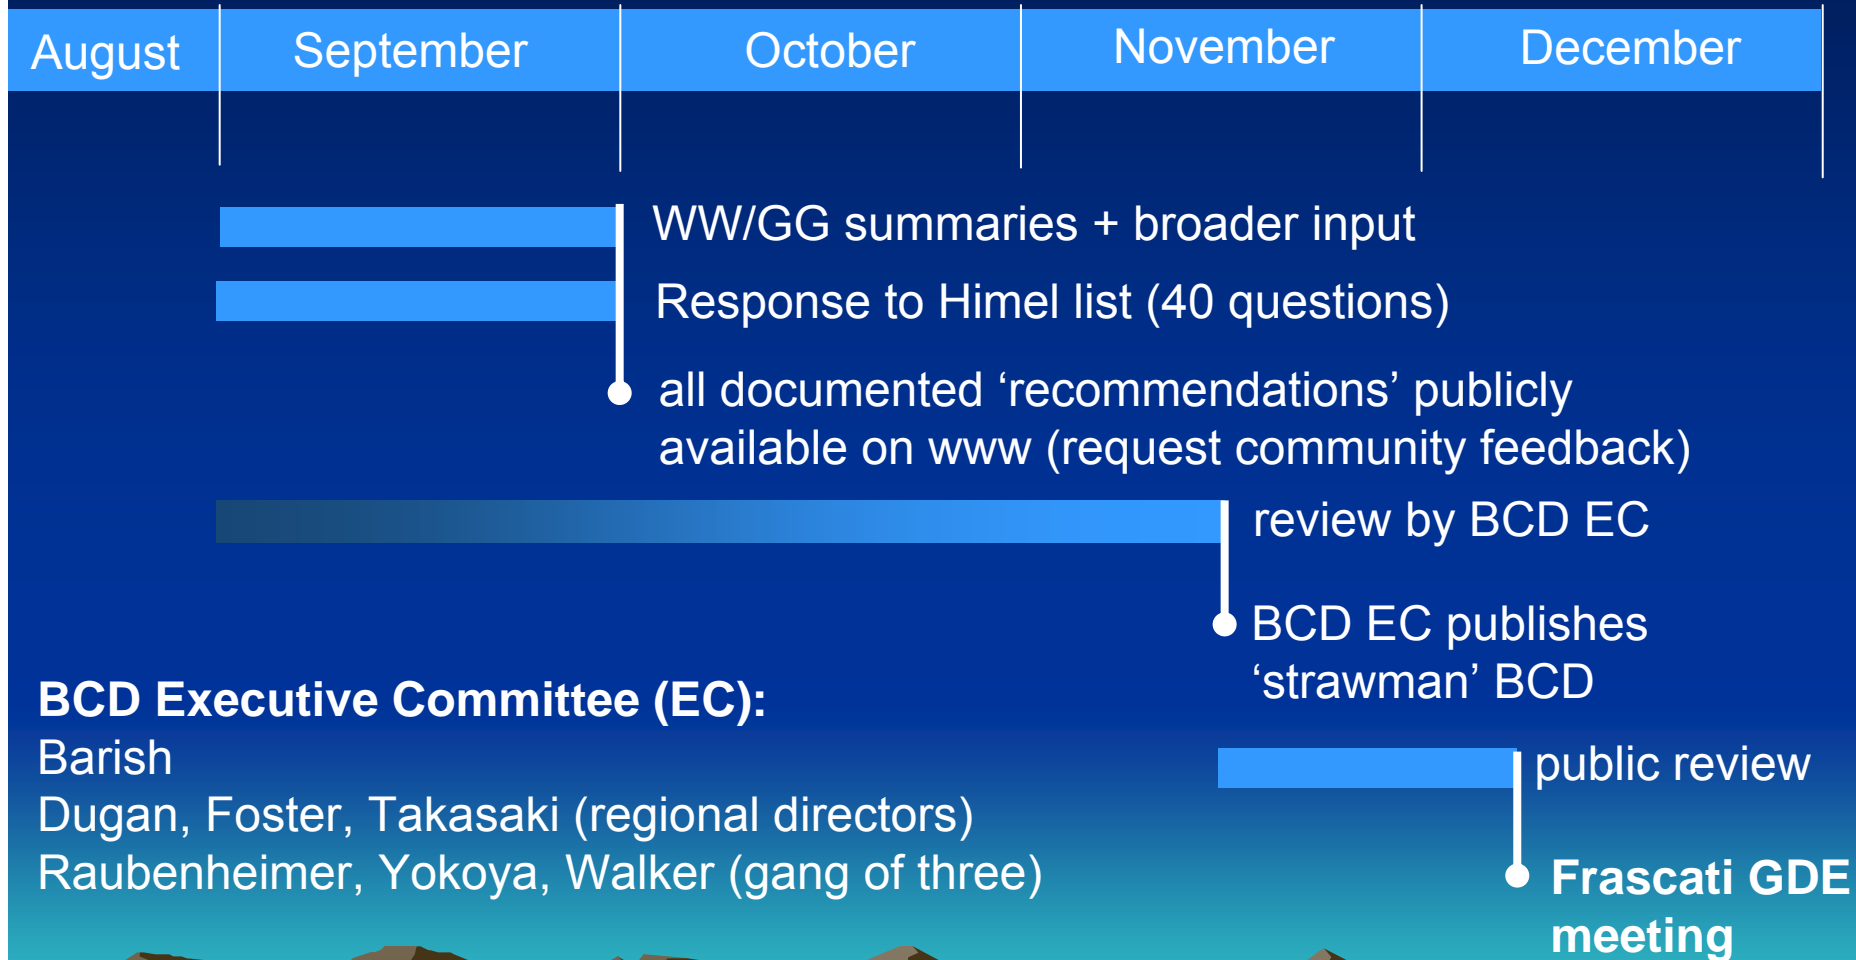 August September October November December
WW/GG summaries + broader input
Response to Himel list (40 questions)
all documented ‘recommendations’ publicly
available on www (request community feedback)
review by BCD EC
BCD EC publishes
‘strawman’ BCD
BCD Executive Committee (EC):
Barish
Dugan, Foster, Takasaki (regional directors)
Raubenheimer, Yokoya, Walker (gang of three)
public review
Frascati GDE
meeting